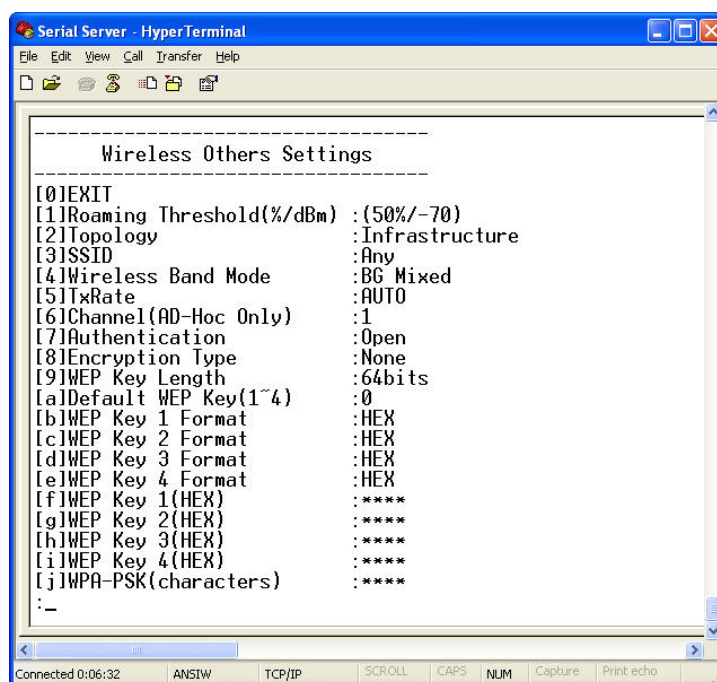 Serial Server - HyperTerminal
File Edit View Call Transfer Help
-----------------------------------
Wireless Others Settings
-----------------------------------
[0]EXIT
[1]Roaming Threshold(%/dBm) :(50%/-70)
[2]Topology :Infrastructure
[3]SSID :Any
[4]Wireless Band Mode :BG Mixed
[5]TxRate :AUTO
[6]Channel(AD-Hoc Only) :1
[7]Authentication :Open
[8]Encryption Type :None
[9]WEP Key Length :64bits
[a]Default WEP Key(1~4) :0
[b]WEP Key 1 Format :HEX
[c]WEP Key 2 Format :HEX
[d]WEP Key 3 Format :HEX
[e]WEP Key 4 Format :HEX
[f]WEP Key 1(HEX) :****
[g]WEP Key 2(HEX) :****
[h]WEP Key 3(HEX) :****
[i]WEP Key 4(HEX) :****
[j]WPA-PSK(characters) :****
:_
Connected 0:06:32 ANSIW TCP/IP SCROLL CAPS NUM Capture Print echo